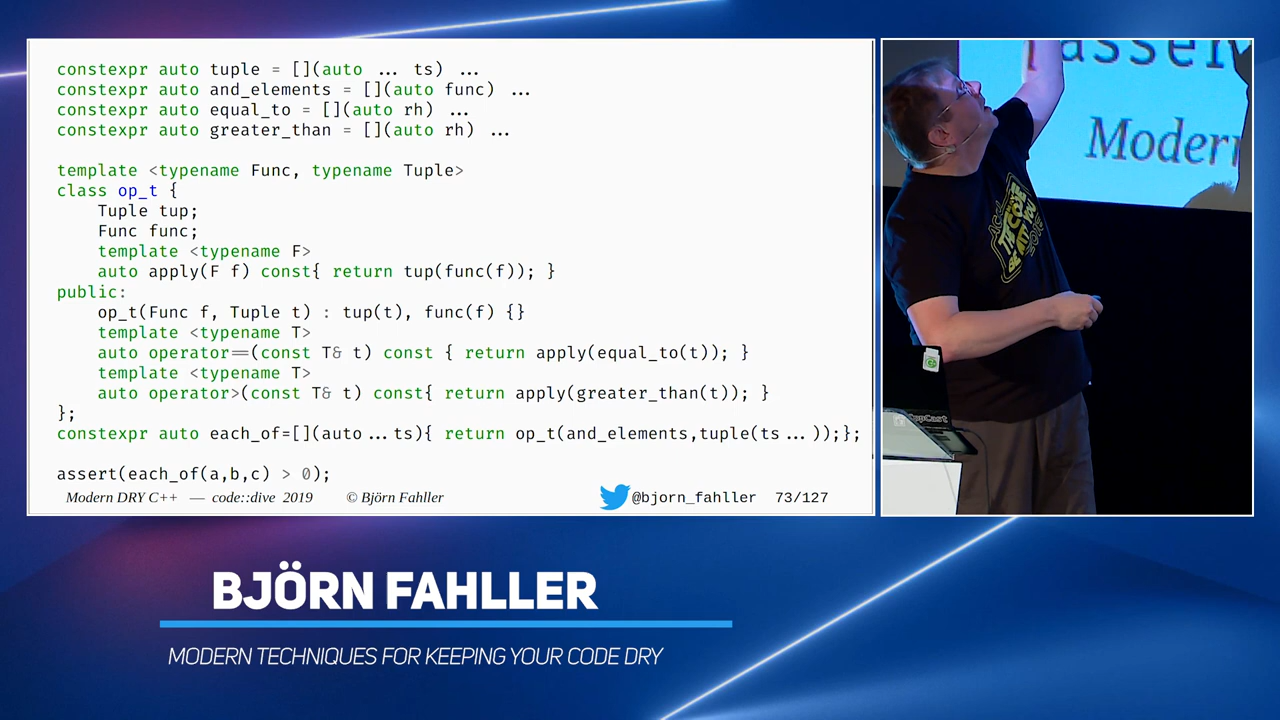 constexpr auto tuple = [](auto ... ts) ...
constexpr auto and_elements = [](auto func) ...
constexpr auto equal_to = [](auto rh) ...
constexpr auto greater_than = [](auto rh) ...
template <typename Func, typename Tuple>
class op_t {
Tuple tup;
Func func;
template <typename F>
auto apply(F f) const{ return tup(func(f)); }
public:
op_t(Func f, Tuple t) : tup(t), func(f) {}
template <typename T>
auto operator==(const T& t) const { return apply(equal_to(t)); }
template <typename T>
auto operator>(const T& t) const{ return apply(greater_than(t)); }
};
constexpr auto each_of=[](auto...ts){ return op_t(and_elements,tuple(ts...));};
assert(each_of(a,b,c) > 0);
Modern DRY C++ — code::dive 2019 © Björn Fahller @bjorn_fahller 73/127
Modern
BJÖRN FAHLLER
MODERN TECHNIQUES FOR KEEPING YOUR CODE DRY